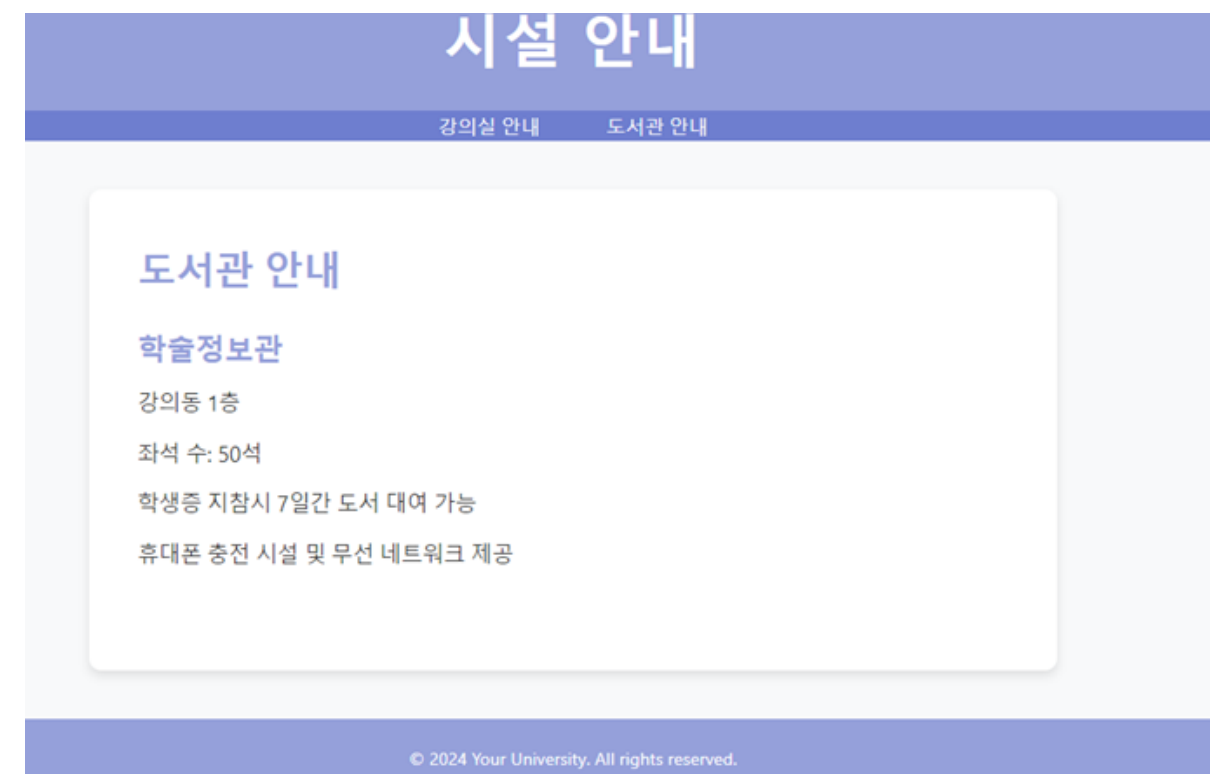 시설 안내
강의실 안내 도서관 안내
도서관 안내
학술정보관
강의동 1층
좌석 수: 50석
학생증 지참시 7일간 도서 대여 가능
휴대폰 충전 시설 및 무선 네트워크 제공
© 2024 Your University. All rights reserved.